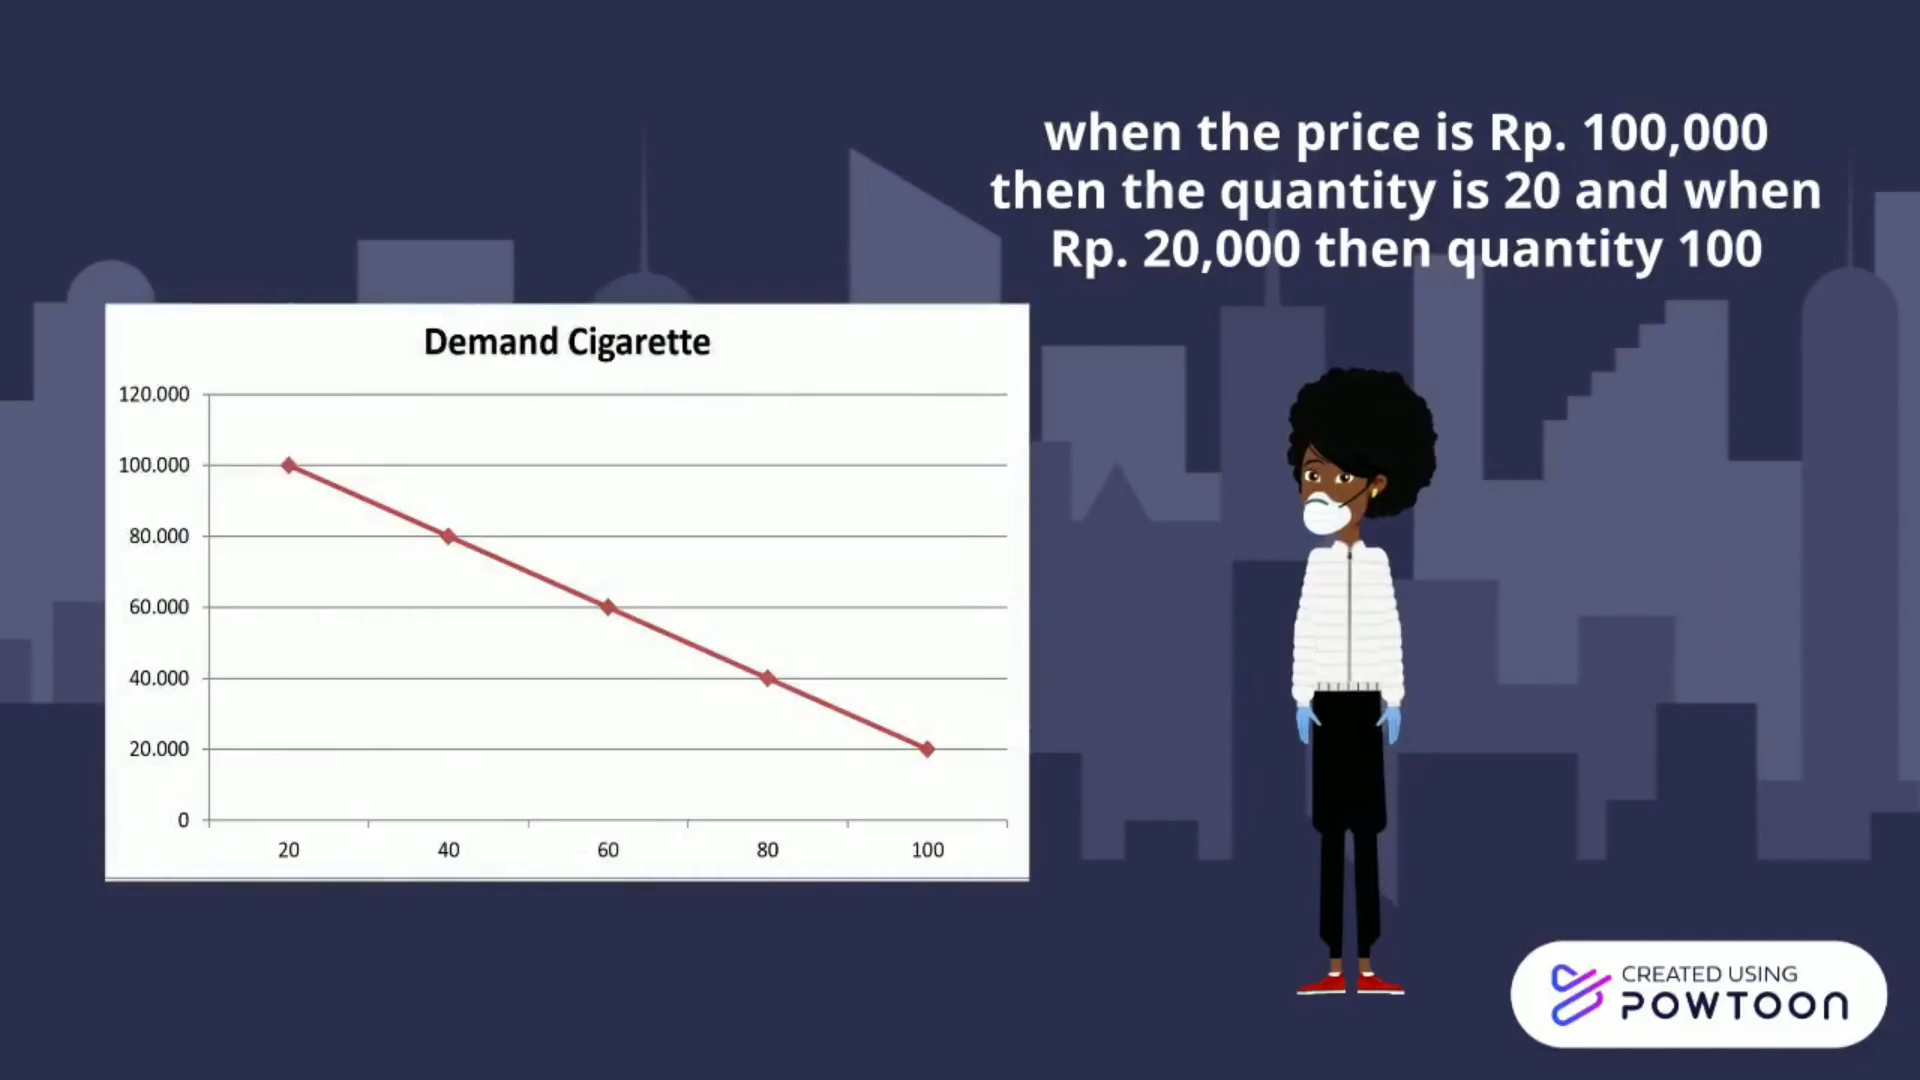 when the price is Rp. 100,000
then the quantity is 20 and when
Rp. 20,000 then quantity 100
Demand Cigarette
120.000
100.000
80.000
60.000
40.000
20.000
0
20 40 60 80 100
CREATED USING
POWTOON